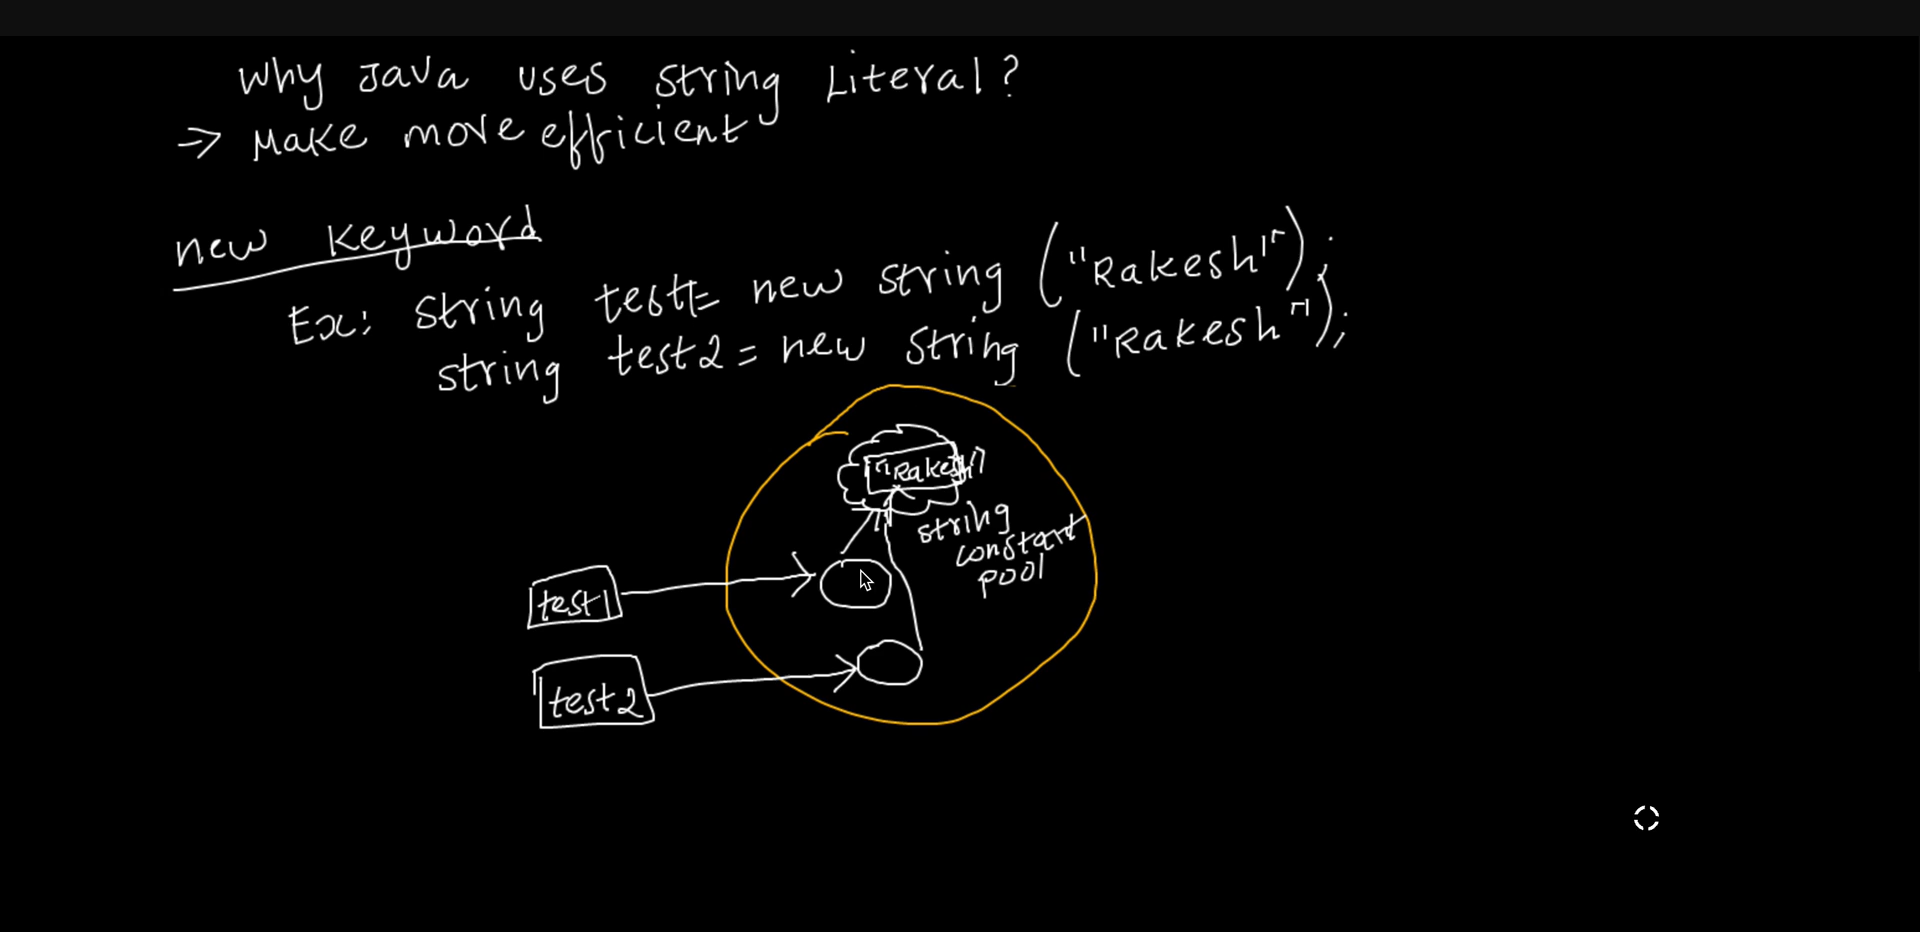 Why Java uses string Literal?
→ Make more efficient
new keyword
Ex: string test1= new string ("Rakesh");
string test2 = new string ("Rakesh");
"Rakesh"
string
constant
pool
test1
test2